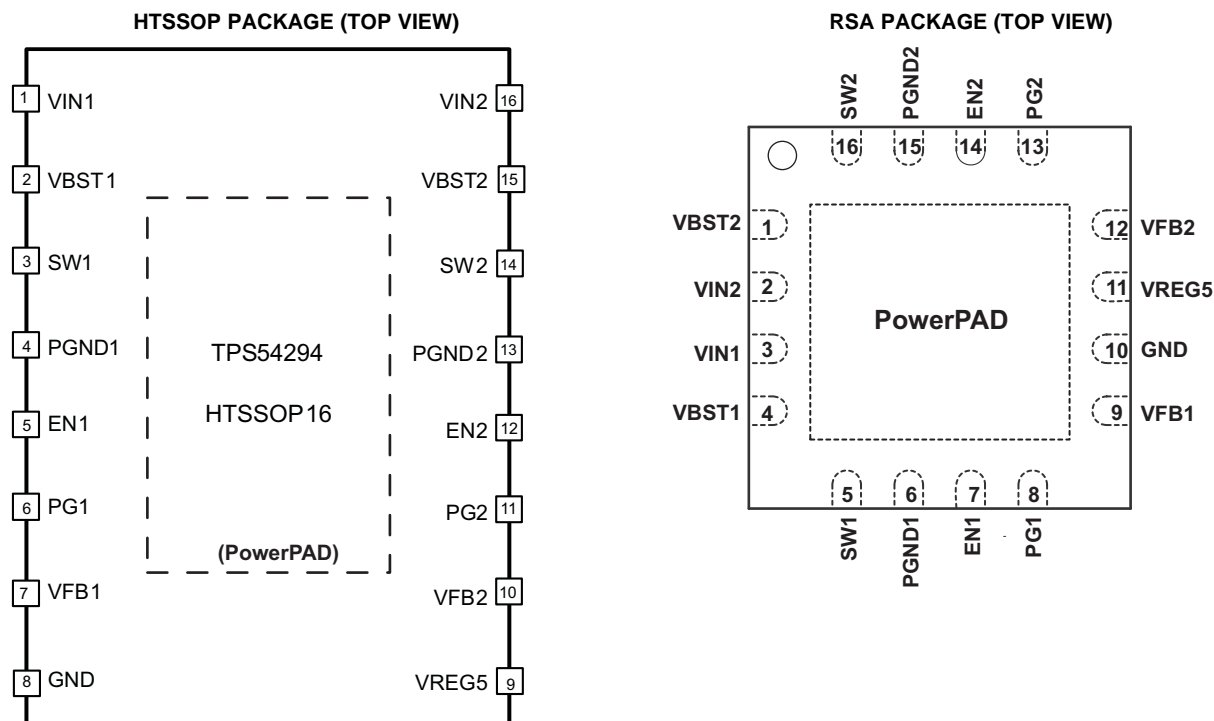 HTSSOP PACKAGE (TOP VIEW)
1 VIN1
2 VBST1
3 SW1
4 PGND1
5 EN1
6 PG1
7 VFB1
8 GND
VIN2 16
VBST2 15
SW2 14
PGND2 13
EN2 12
PG2 11
VFB2 10
VREG5 9
TPS54294
HTSSOP16
(PowerPAD)
RSA PACKAGE (TOP VIEW)
SW2 16
PGND2 15
EN2 14
PG2 13
VBST2 1
VIN2 2
VIN1 3
VBST1 4
PowerPAD
12 VFB2
11 VREG5
10 GND
9 VFB1
5 SW1
6 PGND1
7 EN1
8 PG1